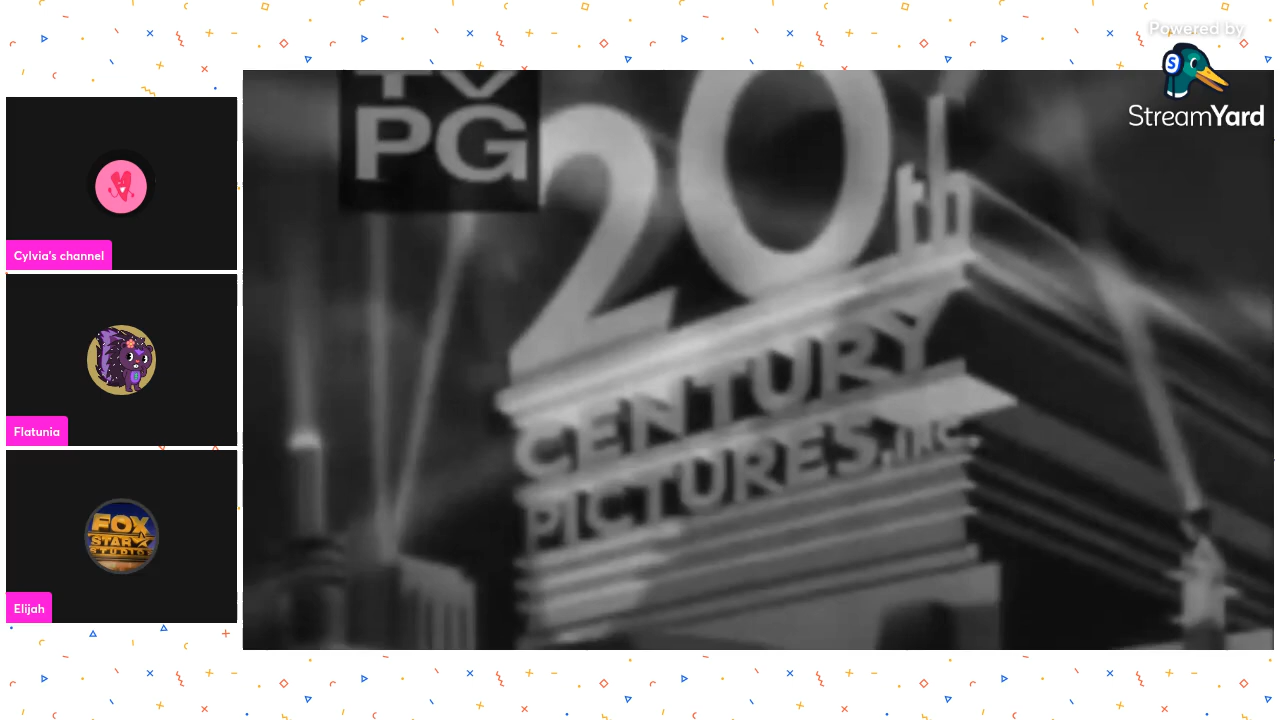 Powered by
StreamYard
TV
PG
20th
CENTURY
PICTURES, INC.
Cylvia's channel
Flatunia
FOX
STAR
STUDIOS
Elijah
S